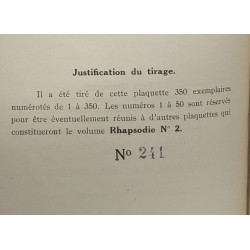 Justification du tirage.
Il a été tiré de cette plaquette 350 exemplaires
numérotés de 1 à 350. Les numéros 1 à 50 sont réservés
pour être éventuellement réunis à d'autres plaquettes qui
constitueront le volume Rhapsodie N° 2.
No 241